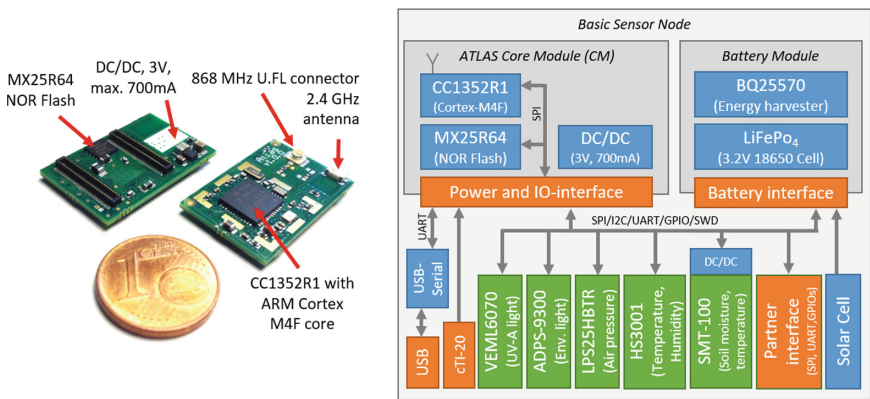 MX25R64
NOR Flash
DC/DC, 3V,
max. 700mA
868 MHz U.FL connector
2.4 GHz
antenna
CC1352R1 with
ARM Cortex
M4F core
Basic Sensor Node
ATLAS Core Module (CM)
CC1352R1
(Cortex-M4F)
SPI
MX25R64
(NOR Flash)
DC/DC
(3V, 700mA)
Power and IO-interface
Battery Module
BQ25570
(Energy harvester)
LiFePo4
(3.2V 18650 Cell)
Battery interface
UART
SPI/I2C/UART/GPIO/SWD
USB-
Serial
USB
cTI-20
VEML6070
(UV-A light)
ADPS-9300
(Env. light)
LPS25HBTR
(Air pressure)
HS3001
(Temperature,
Humidity)
DC/DC
SMT-100
(Soil moisture,
temperature)
Partner
interface
(SPI, UART,GPIOs)
Solar Cell